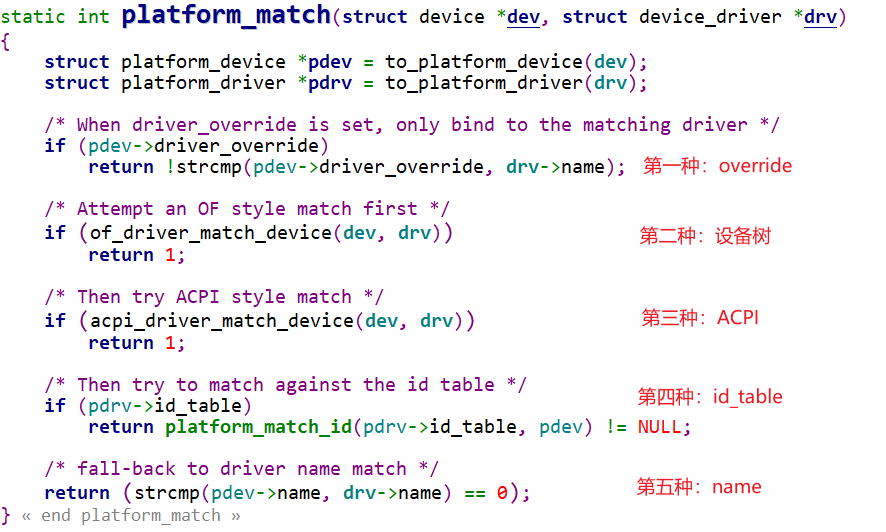 static int platform_match(struct device *dev, struct device_driver *drv)
{
    struct platform_device *pdev = to_platform_device(dev);
    struct platform_driver *pdrv = to_platform_driver(drv);
    /* When driver_override is set, only bind to the matching driver */
    if (pdev->driver_override)
        return !strcmp(pdev->driver_override, drv->name); 第一种：override
    /* Attempt an OF style match first */
    if (of_driver_match_device(dev, drv)) 第二种：设备树
        return 1;
    /* Then try ACPI style match */
    if (acpi_driver_match_device(dev, drv)) 第三种：ACPI
        return 1;
    /* Then try to match against the id table */
    if (pdrv->id_table) 第四种：id_table
        return platform_match_id(pdrv->id_table, pdev) != NULL;
    /* fall-back to driver name match */
    return (strcmp(pdev->name, drv->name) == 0); 第五种：name
} « end platform_match »